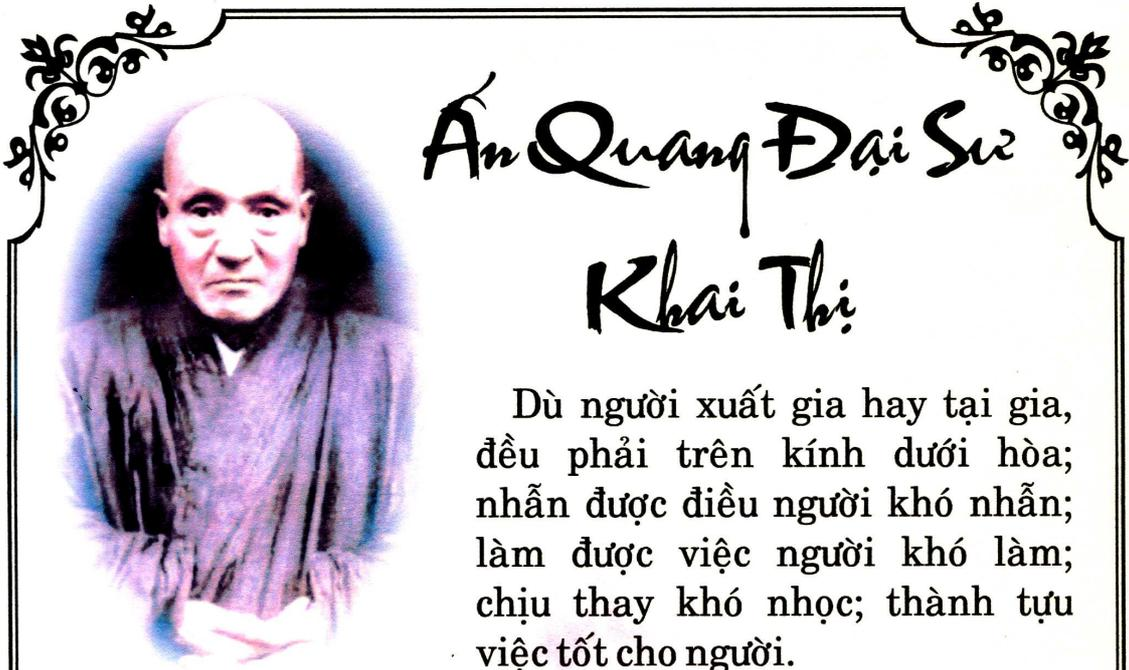 Ấn Quang Đại Sư
Khai Thị
Dù người xuất gia hay tại gia,
đều phải trên kính dưới hòa;
nhẫn được điều người khó nhẫn;
làm được việc người khó làm;
chịu thay khó nhọc; thành tựu
việc tốt cho người.